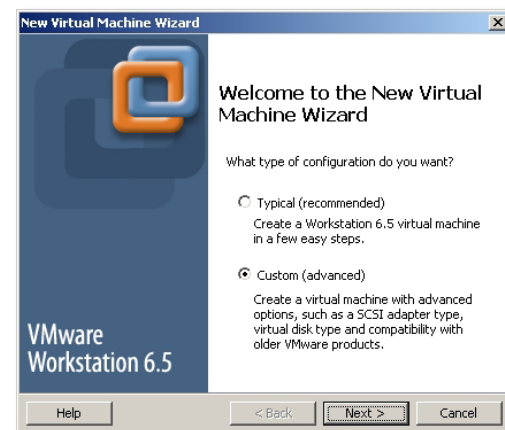 New Virtual Machine Wizard
Welcome to the New Virtual
Machine Wizard
What type of configuration do you want?
Typical (recommended)
Create a Workstation 6.5 virtual machine
in a few easy steps.
Custom (advanced)
Create a virtual machine with advanced
options, such as a SCSI adapter type,
virtual disk type and compatibility with
older VMware products.
VMware
Workstation 6.5
Help
< Back
Next >
Cancel